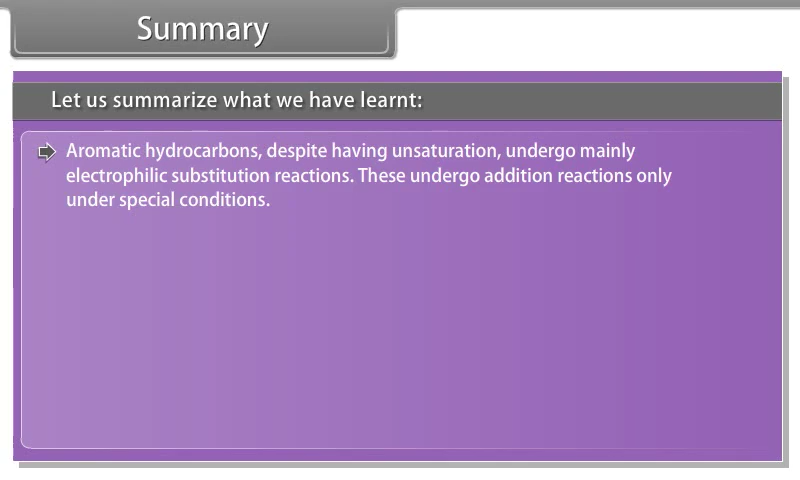 Summary
Let us summarize what we have learnt:
Aromatic hydrocarbons, despite having unsaturation, undergo mainly
electrophilic substitution reactions. These undergo addition reactions only
under special conditions.